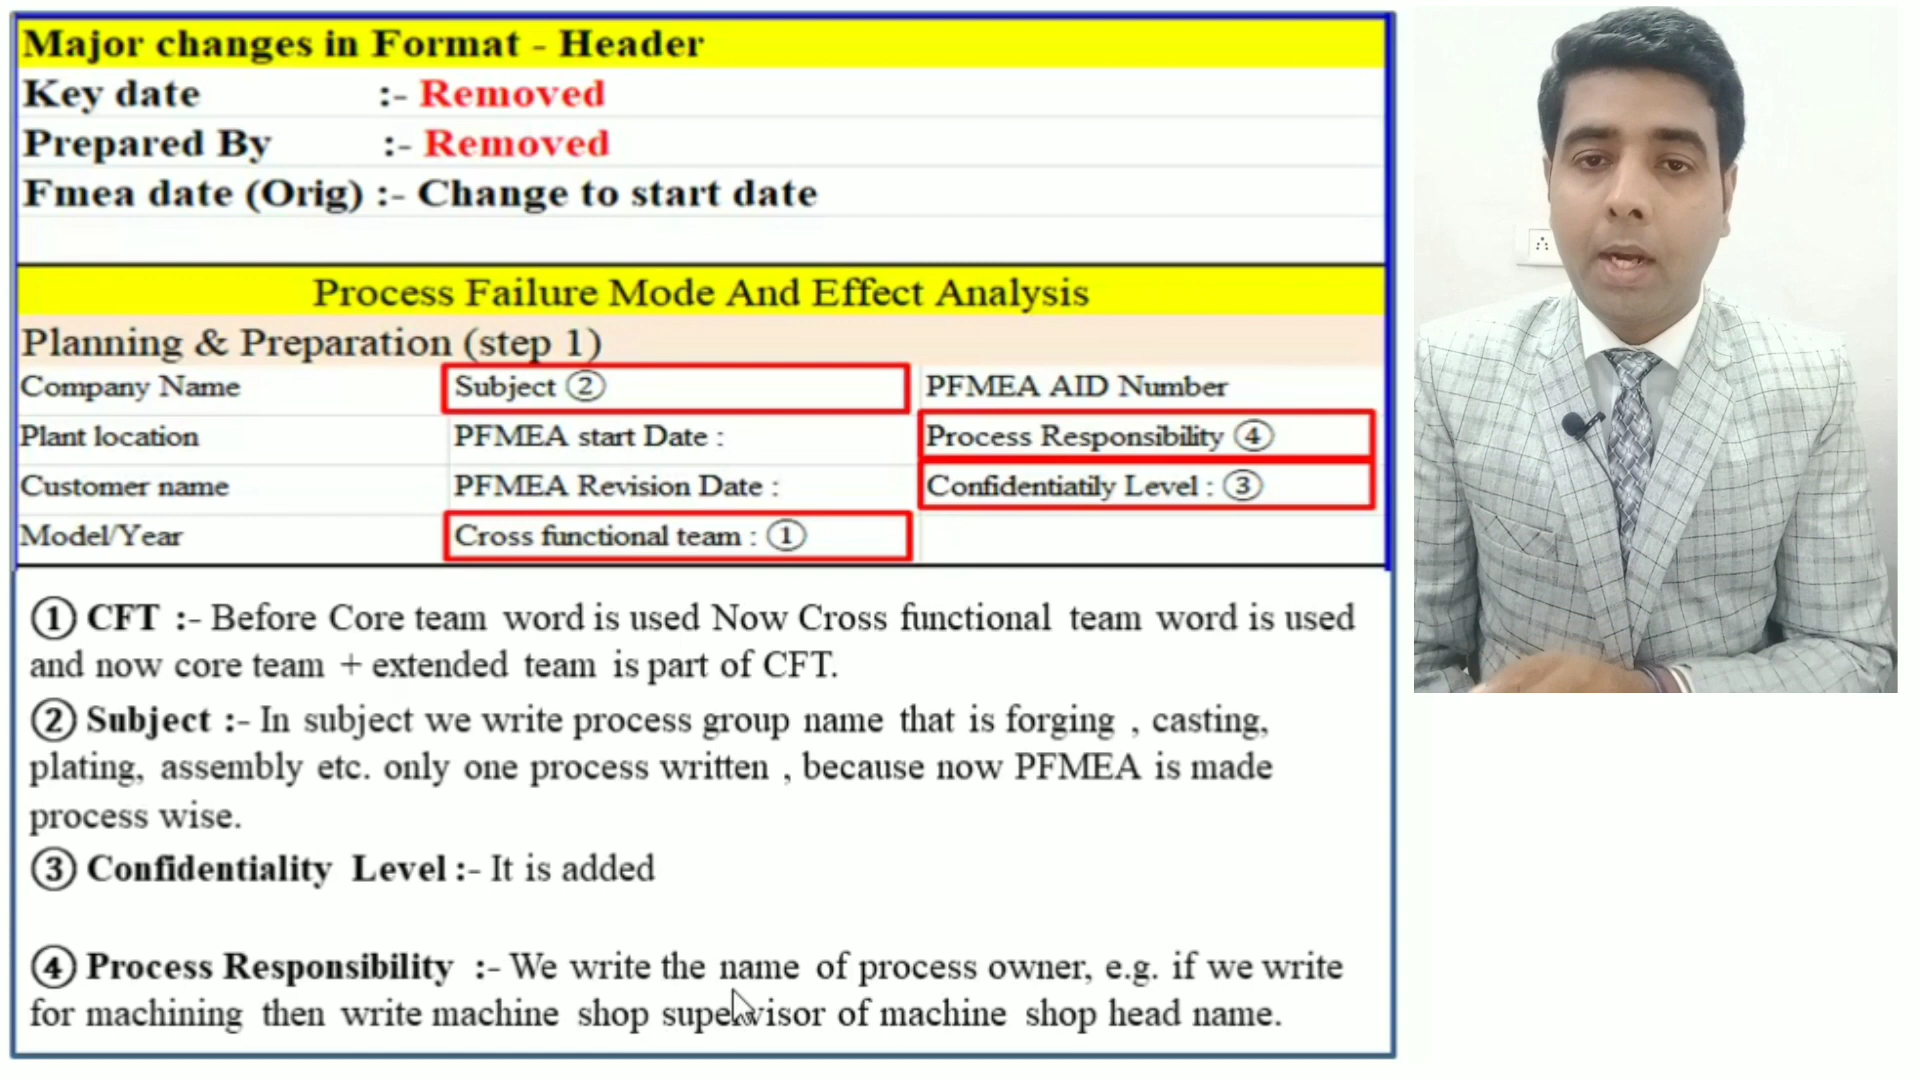 Major changes in Format - Header
Key date :- Removed
Prepared By :- Removed
Fmea date (Orig) :- Change to start date
Process Failure Mode And Effect Analysis
Planning & Preparation (step 1)
Company Name Subject ② PFMEA AID Number
Plant location PFMEA start Date : Process Responsibility ④
Customer name PFMEA Revision Date : Confidentiatily Level : ③
Model/Year Cross functional team : ①
① CFT :- Before Core team word is used Now Cross functional team word is used
and now core team + extended team is part of CFT.
② Subject :- In subject we write process group name that is forging , casting,
plating, assembly etc. only one process written , because now PFMEA is made
process wise.
③ Confidentiality Level :- It is added
④ Process Responsibility :- We write the name of process owner, e.g. if we write
for machining then write machine shop supervisor of machine shop head name.